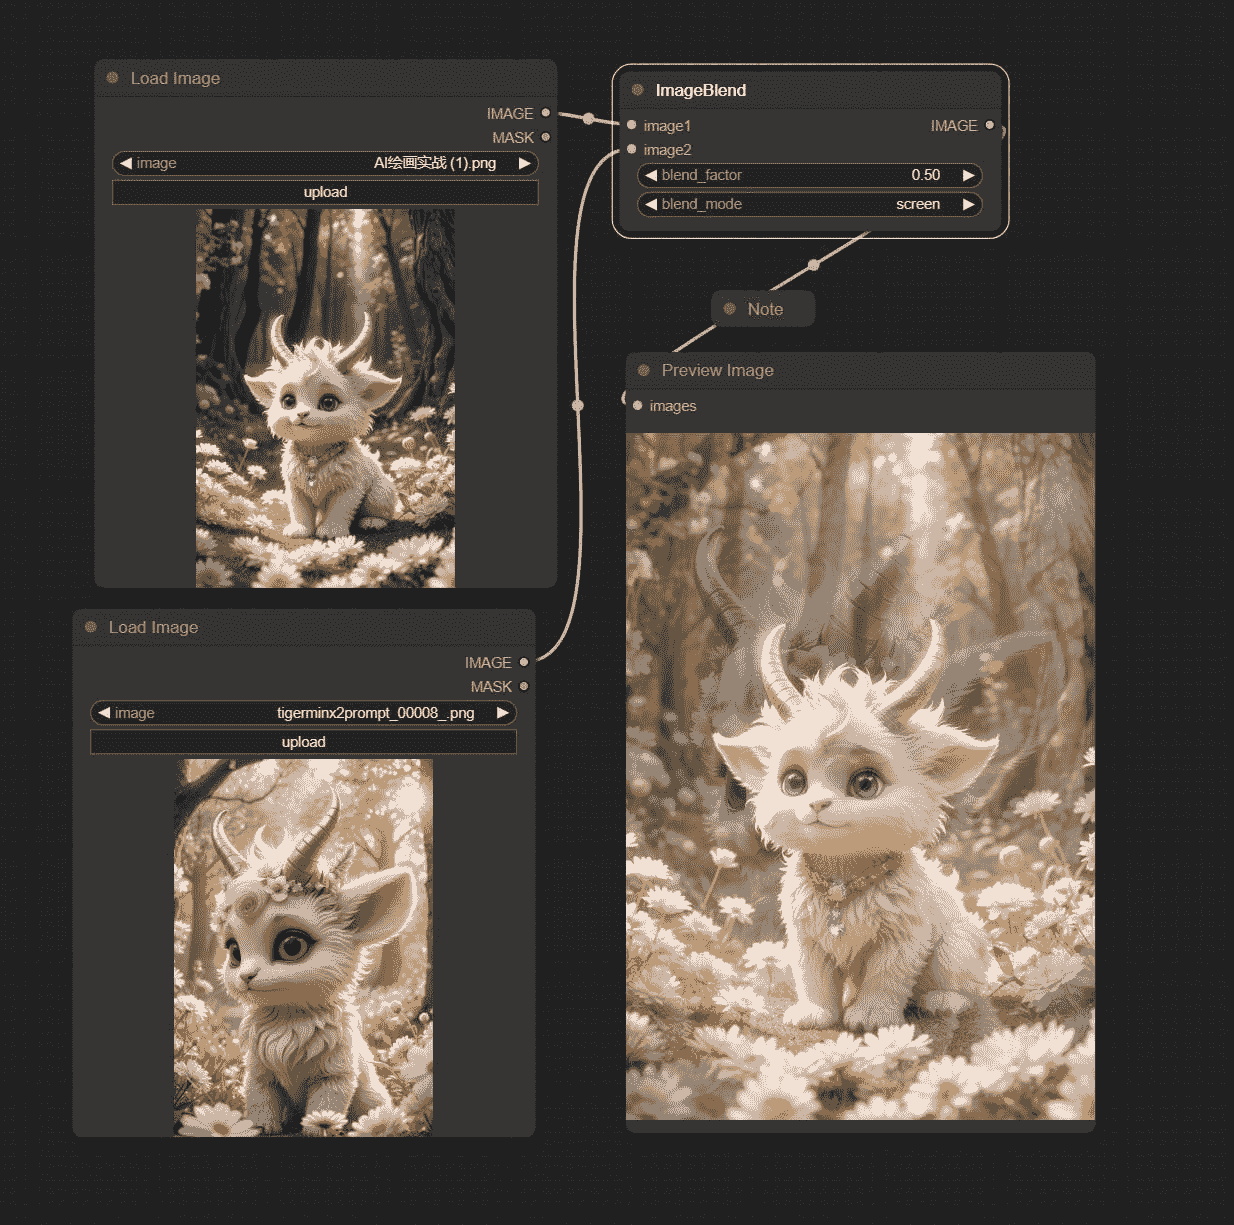 Load Image
IMAGE
MASK
image AI绘画实战 (1).png
upload
Load Image
IMAGE
MASK
image tigerminx2prompt_00008_.png
upload
ImageBlend
image1 IMAGE
image2
blend_factor 0.50
blend_mode screen
Note
Preview Image
images